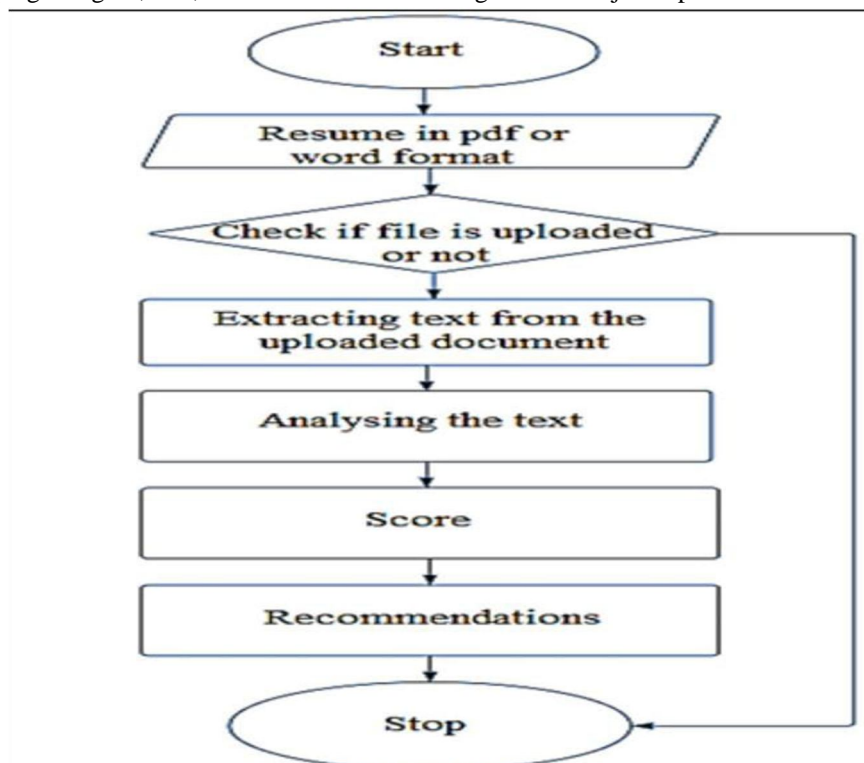 Start
Resume in pdf or
word format
Check if file is uploaded
or not
Extracting text from the
uploaded document
Analysing the text
Score
Recommendations
Stop